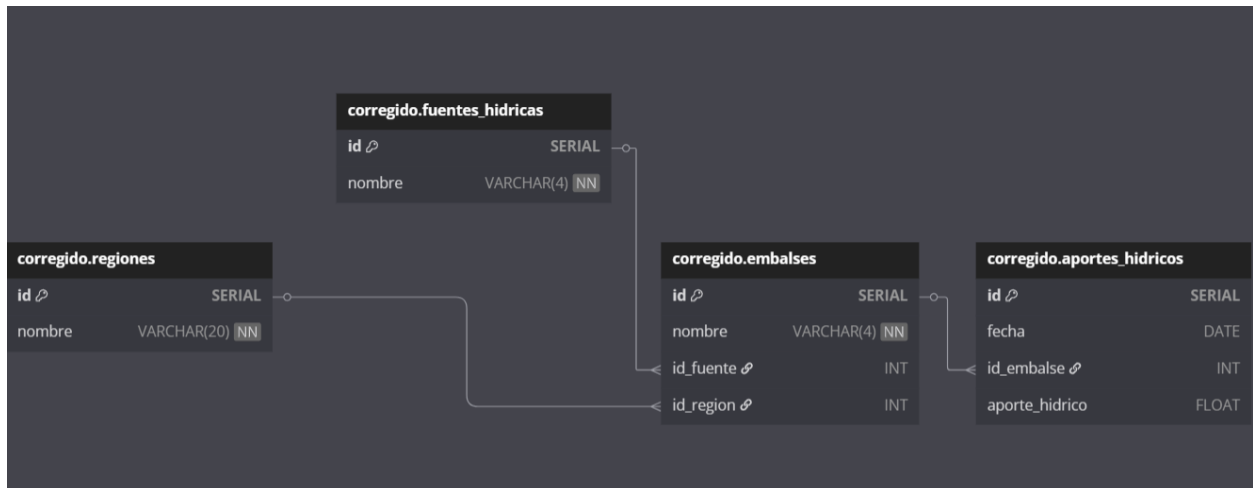 corregido.fuentes_hidricas
id SERIAL
nombre VARCHAR(4) NN
corregido.regiones
id SERIAL
nombre VARCHAR(20) NN
corregido.embalses
id SERIAL
nombre VARCHAR(4) NN
id_fuente INT
id_region INT
corregido.aportes_hidricos
id SERIAL
fecha DATE
id_embalse INT
aporte_hidrico FLOAT